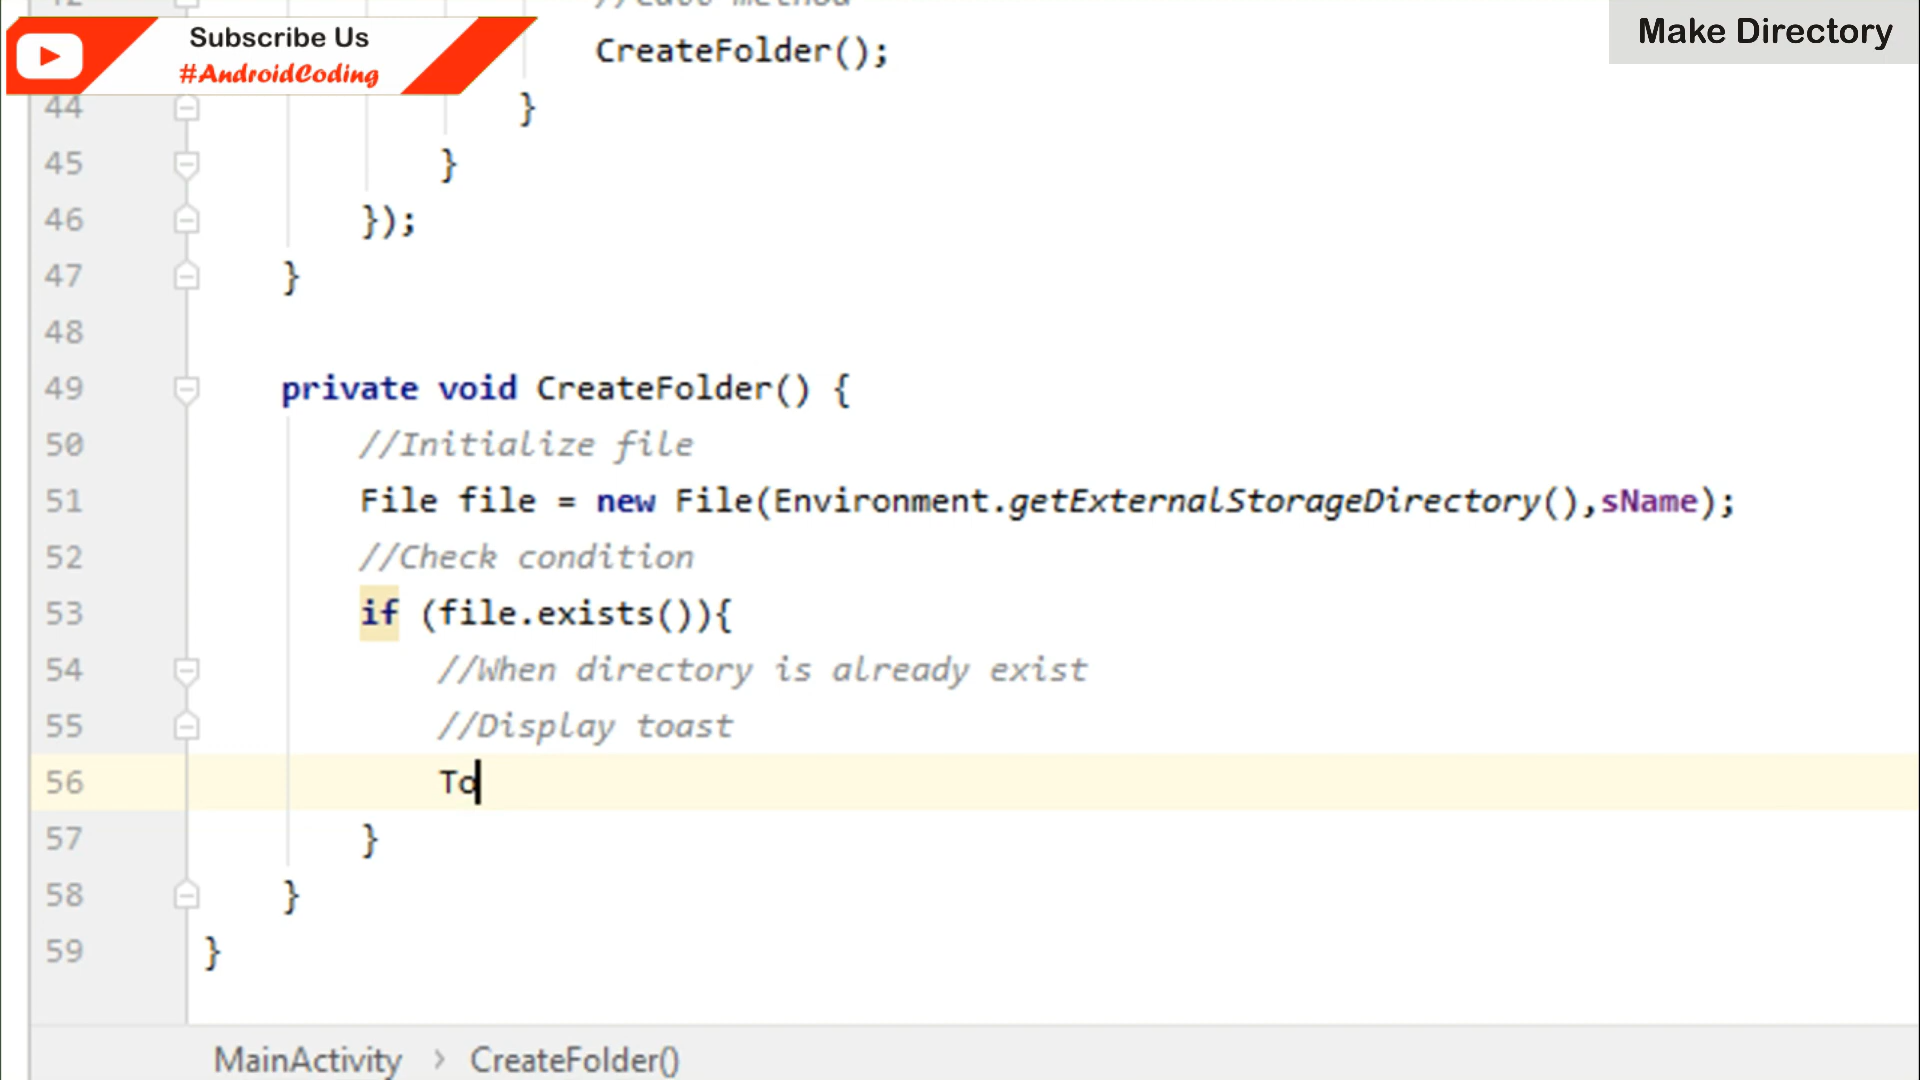 Make Directory
Subscribe Us
#AndroidCoding
CreateFolder();
44 }
45 }
46 });
47 }
48
49 private void CreateFolder() {
50 //Initialize file
51 File file = new File(Environment.getExternalStorageDirectory(),sName);
52 //Check condition
53 if (file.exists()){
54 //When directory is already exist
55 //Display toast
56 To
57 }
58 }
59 }
MainActivity > CreateFolder()